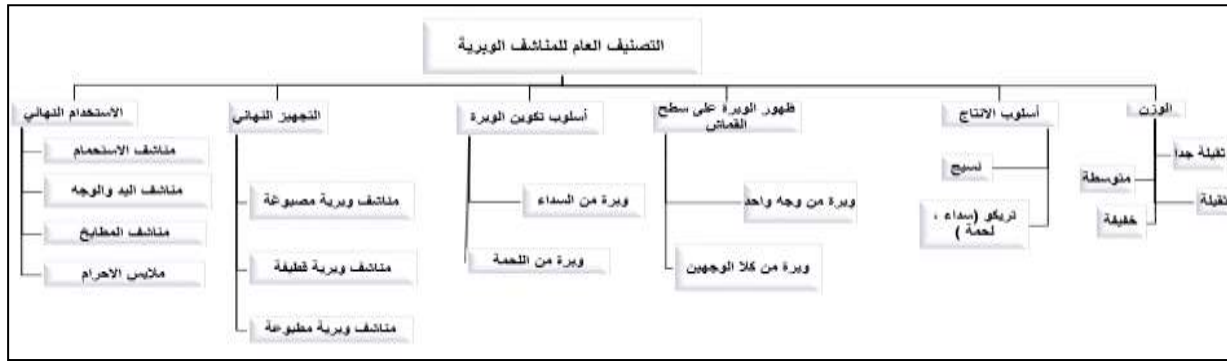 التصنيف العام للمناشف الوبرية
الوزن
ثقيلة جدا
متوسطة
ثقيلة
خفيفة
أسلوب الانتاج
نسيج
تريكو (سداء ،
لحمة )
ظهور الوبرة على سطح
القماش
وبرة من وجه واحد
وبرة من كلا الوجهين
أسلوب تكوين الوبرة
وبرة من السداء
وبرة من اللحمة
التجهيز النهائي
مناشف وبرية مصبوغة
مناشف وبرية قطيفة
مناشف وبرية مطبوعة
الاستخدام النهائي
مناشف الاستحمام
مناشف اليد والوجه
مناشف المطابخ
ملابس الاحرام